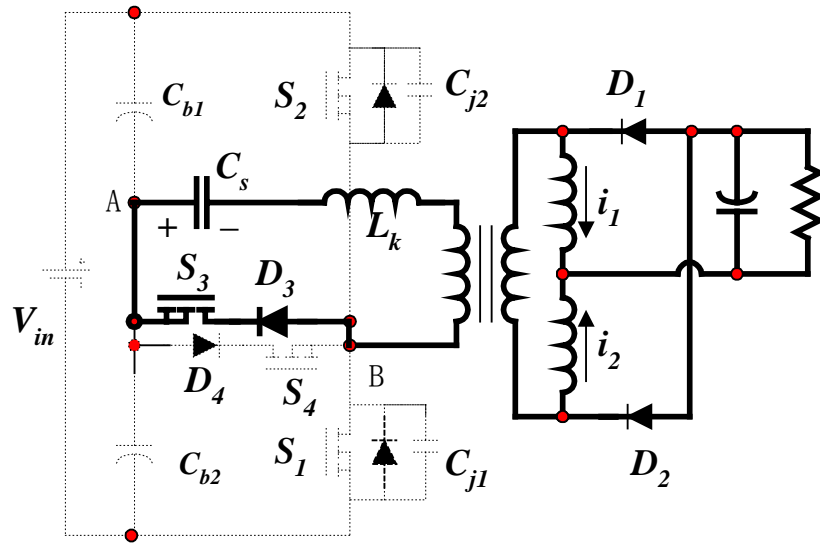 C_b1
S_2
C_j2
D_1
A
C_s
+
−
L_k
i_1
S_3
D_3
V_in
D_4
S_4
B
i_2
C_b2
S_1
C_j1
D_2